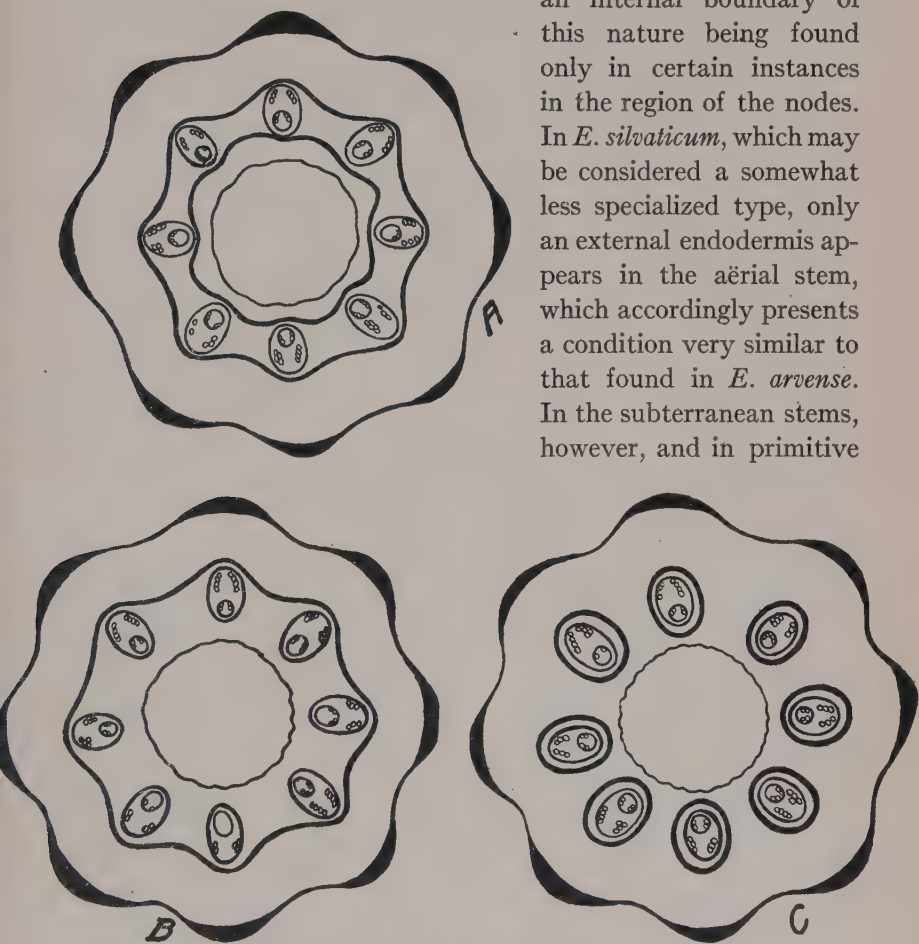 an internal boundary of
this nature being found
only in certain instances
in the region of the nodes.
In E. silvaticum, which may
be considered a somewhat
less specialized type, only
an external endodermis ap-
pears in the aërial stem,
which accordingly presents
a condition very similar to
that found in E. arvense.
In the subterranean stems,
however, and in primitive
A
B
C